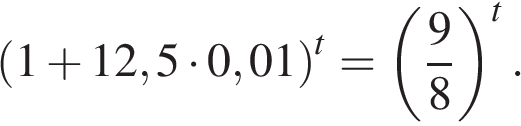 (1 + 12,5 · 0,01)^t = (9/8)^t.